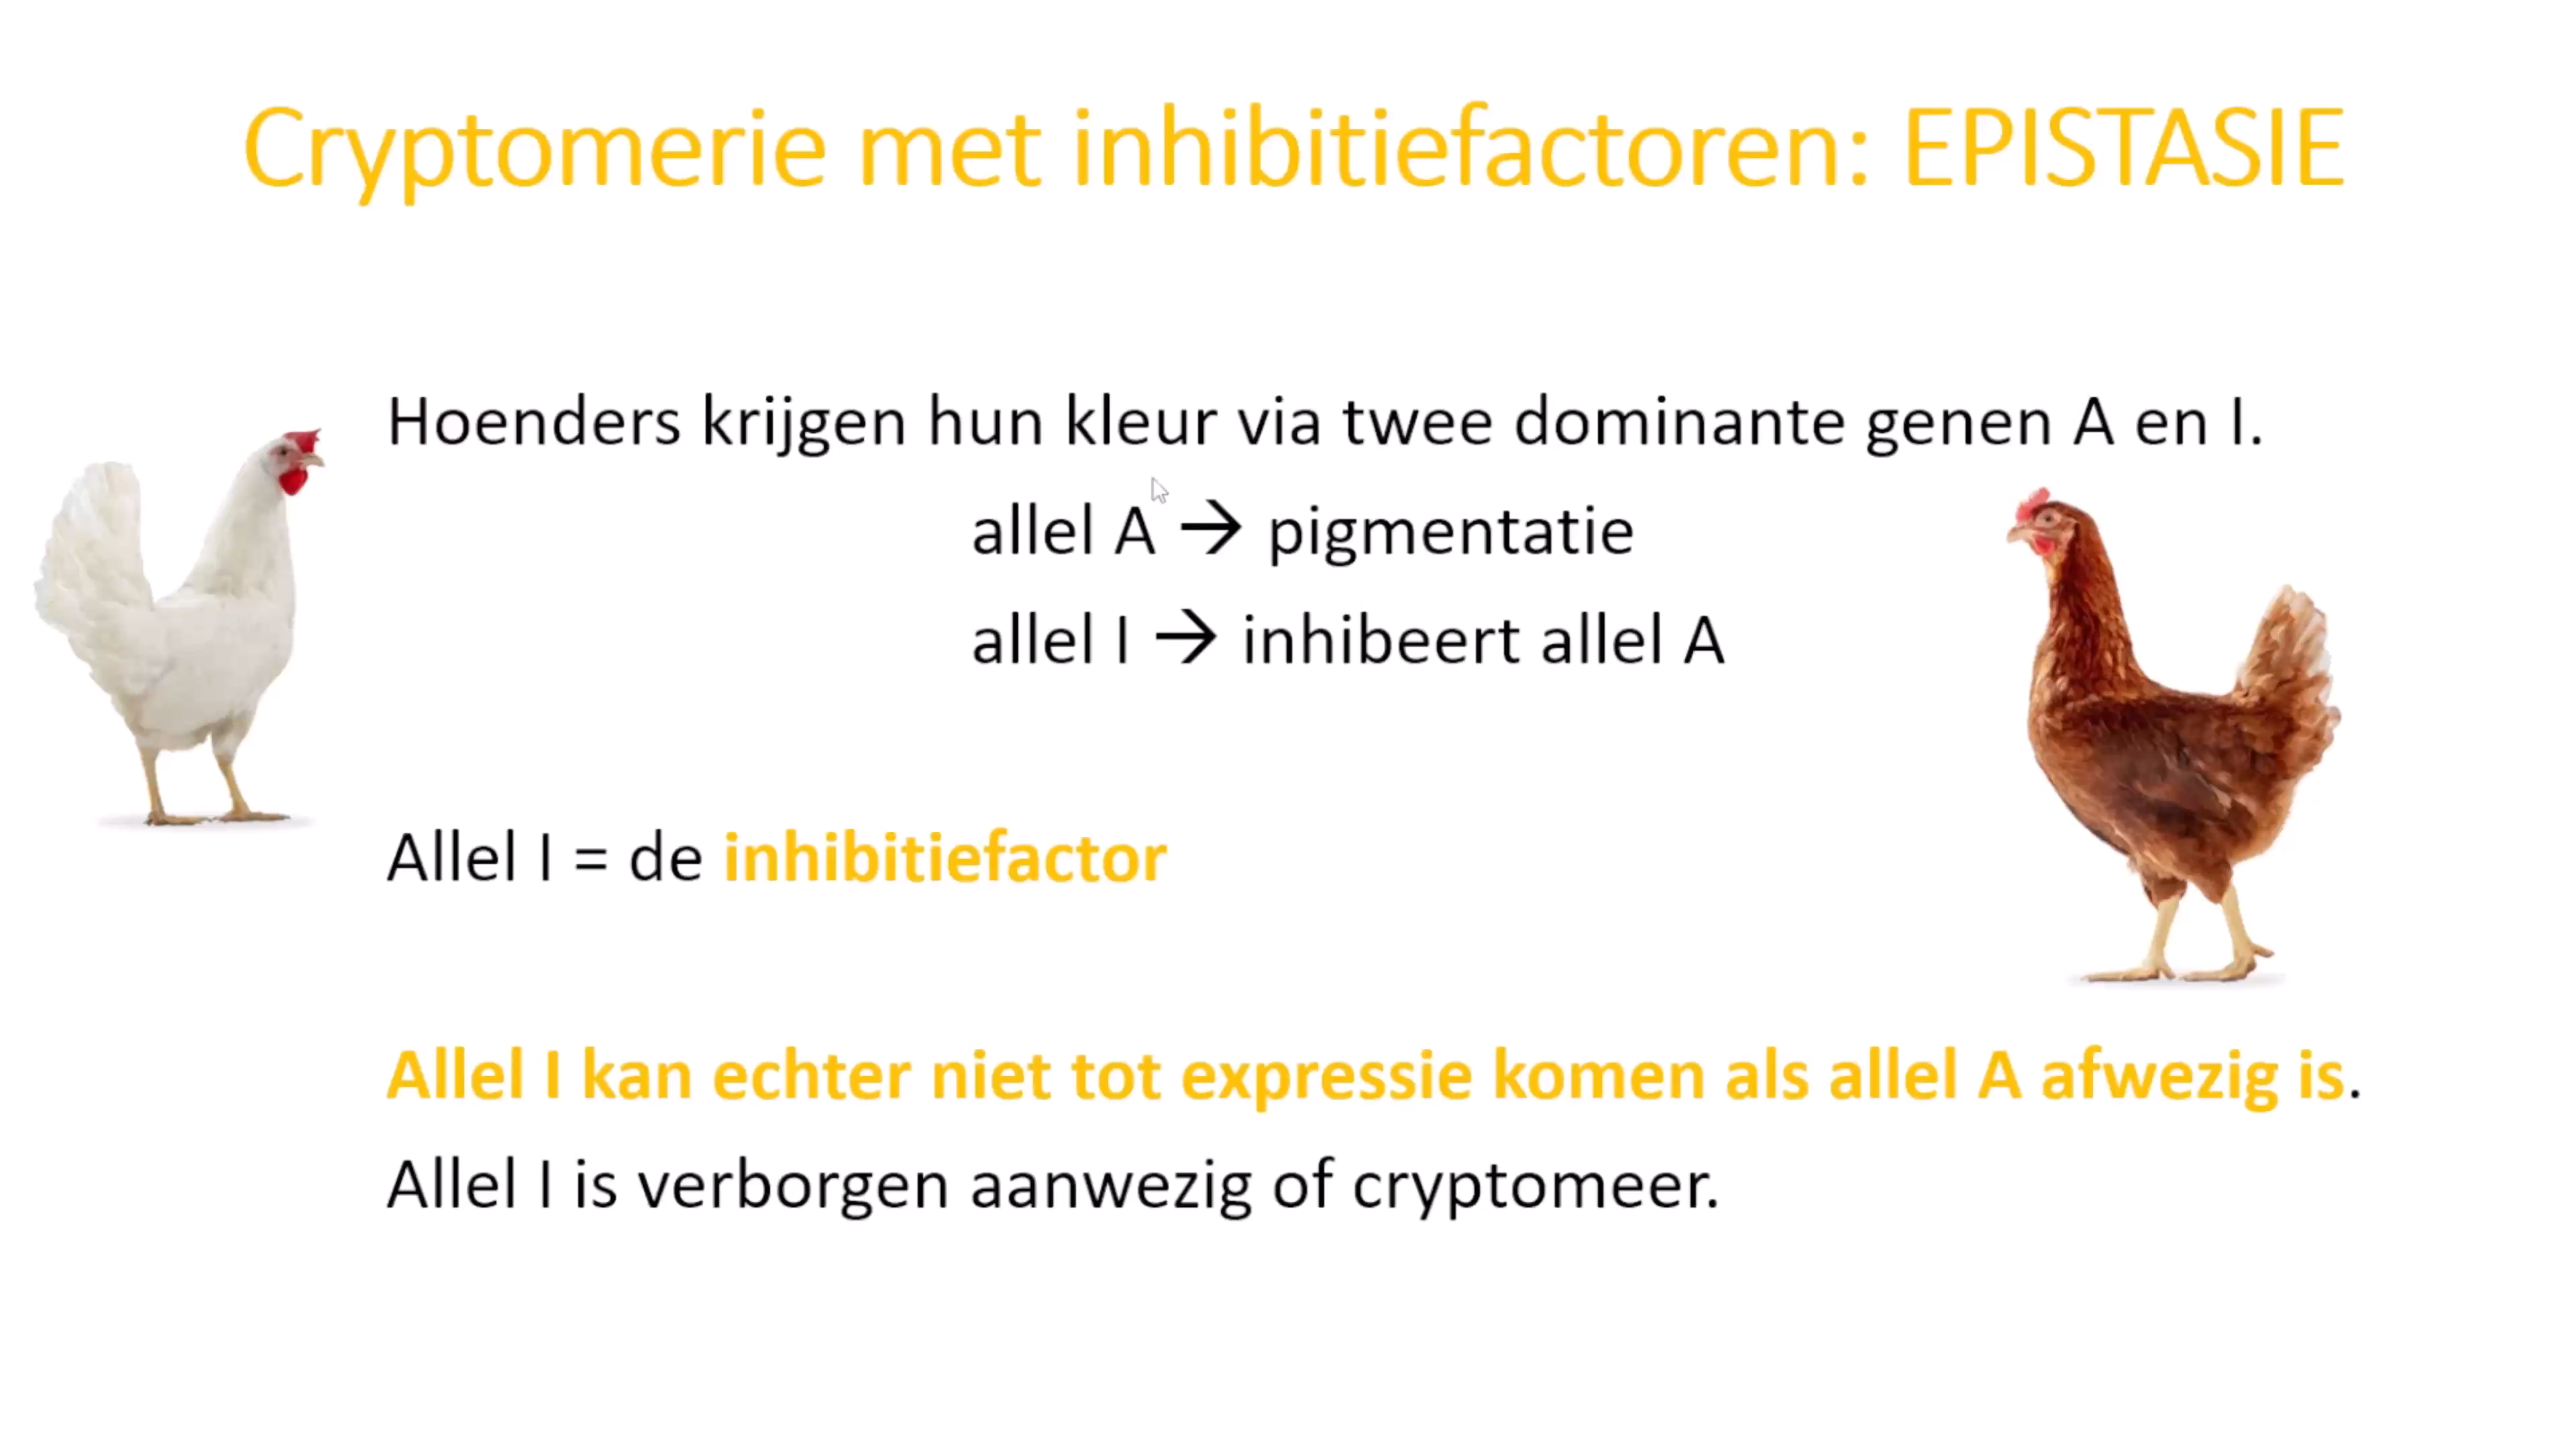 Cryptomerie met inhibitiefactoren: EPISTASIE
Hoenders krijgen hun kleur via twee dominante genen A en I.
allel A → pigmentatie
allel I → inhibeert allel A
Allel I = de inhibitiefactor
Allel I kan echter niet tot expressie komen als allel A afwezig is.
Allel I is verborgen aanwezig of cryptomeer.